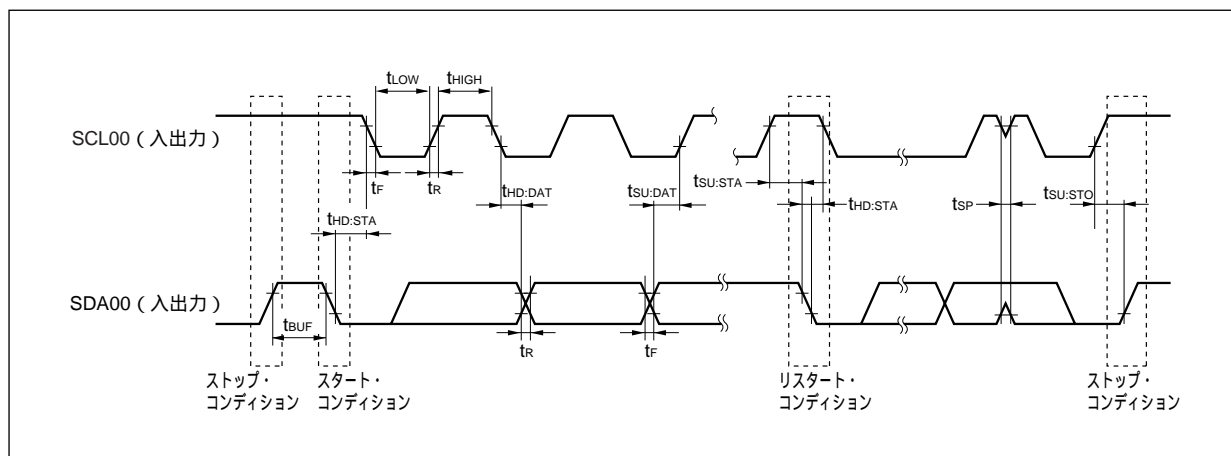 tLOW
tHIGH
SCL00（入出力）
tF
tR
tHD:DAT
tSU:DAT
tSU:STA
tHD:STA
tHD:STA
tSP
tSU:STO
SDA00（入出力）
tBUF
tR
tF
ストップ・
コンディション
スタート・
コンディション
リスタート・
コンディション
ストップ・
コンディション